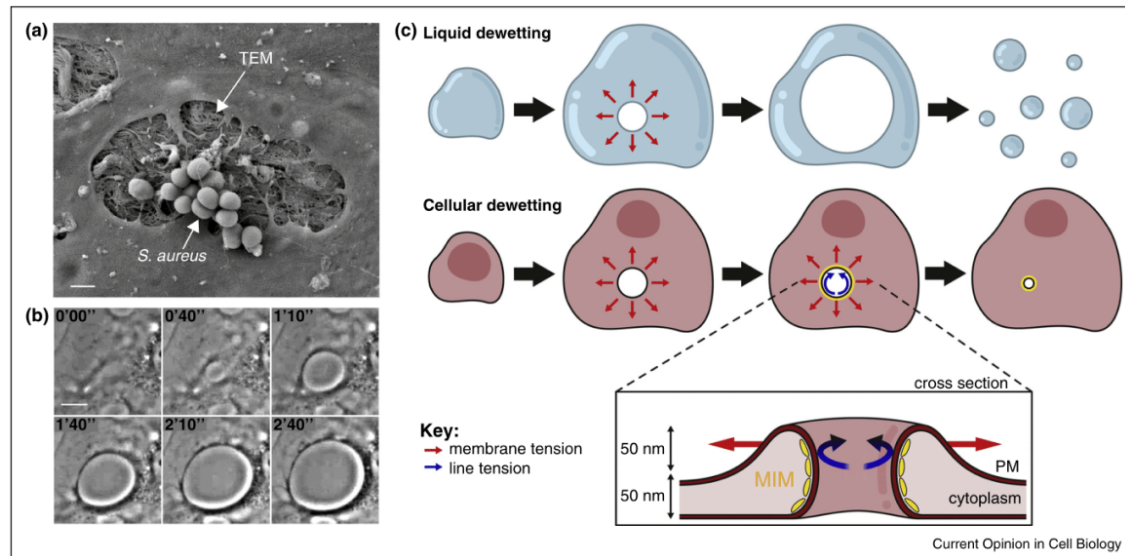 (a)
TEM
S. aureus
(b)
0'00''
0'40''
1'10''
1'40''
2'10''
2'40''
(c)
Liquid dewetting
Cellular dewetting
cross section
Key:
membrane tension
line tension
50 nm
50 nm
MIM
PM
cytoplasm
Current Opinion in Cell Biology